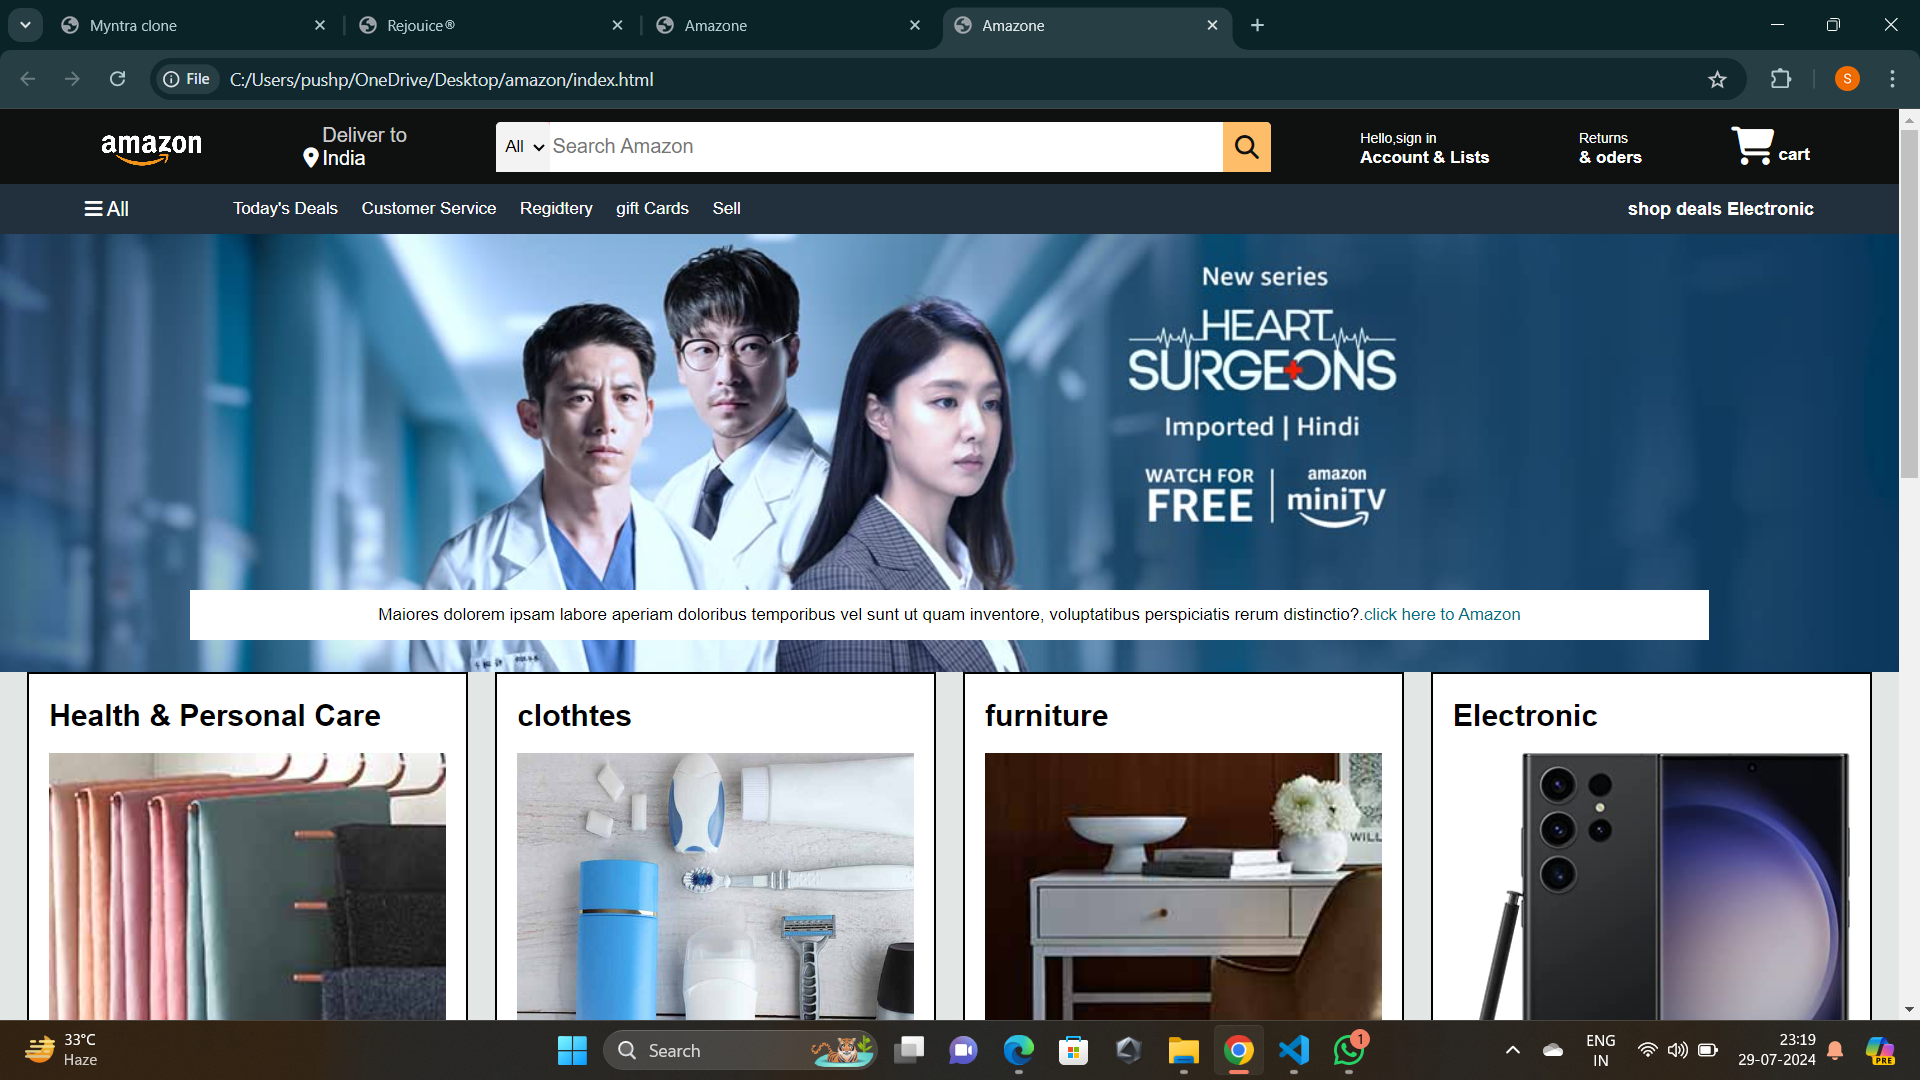 Myntra clone
Rejouice®
Amazone
Amazone
File
C:/Users/pushp/OneDrive/Desktop/amazon/index.html
S
amazon
Deliver to
India
All
Search Amazon
Hello,sign in
Account & Lists
Returns
& oders
cart
All
Today's Deals
Customer Service
Regidtery
gift Cards
Sell
shop deals Electronic
New series
HEART
SURGEONS
Imported | Hindi
WATCH FOR
FREE
amazon
miniTV
Maiores dolorem ipsam labore aperiam doloribus temporibus vel sunt ut quam inventore, voluptatibus perspiciatis rerum distinctio?.click here to Amazon
Health & Personal Care
clothtes
furniture
Electronic
WILL
33°C
Haze
Search
1
ENG
IN
23:19
29-07-2024
PRE